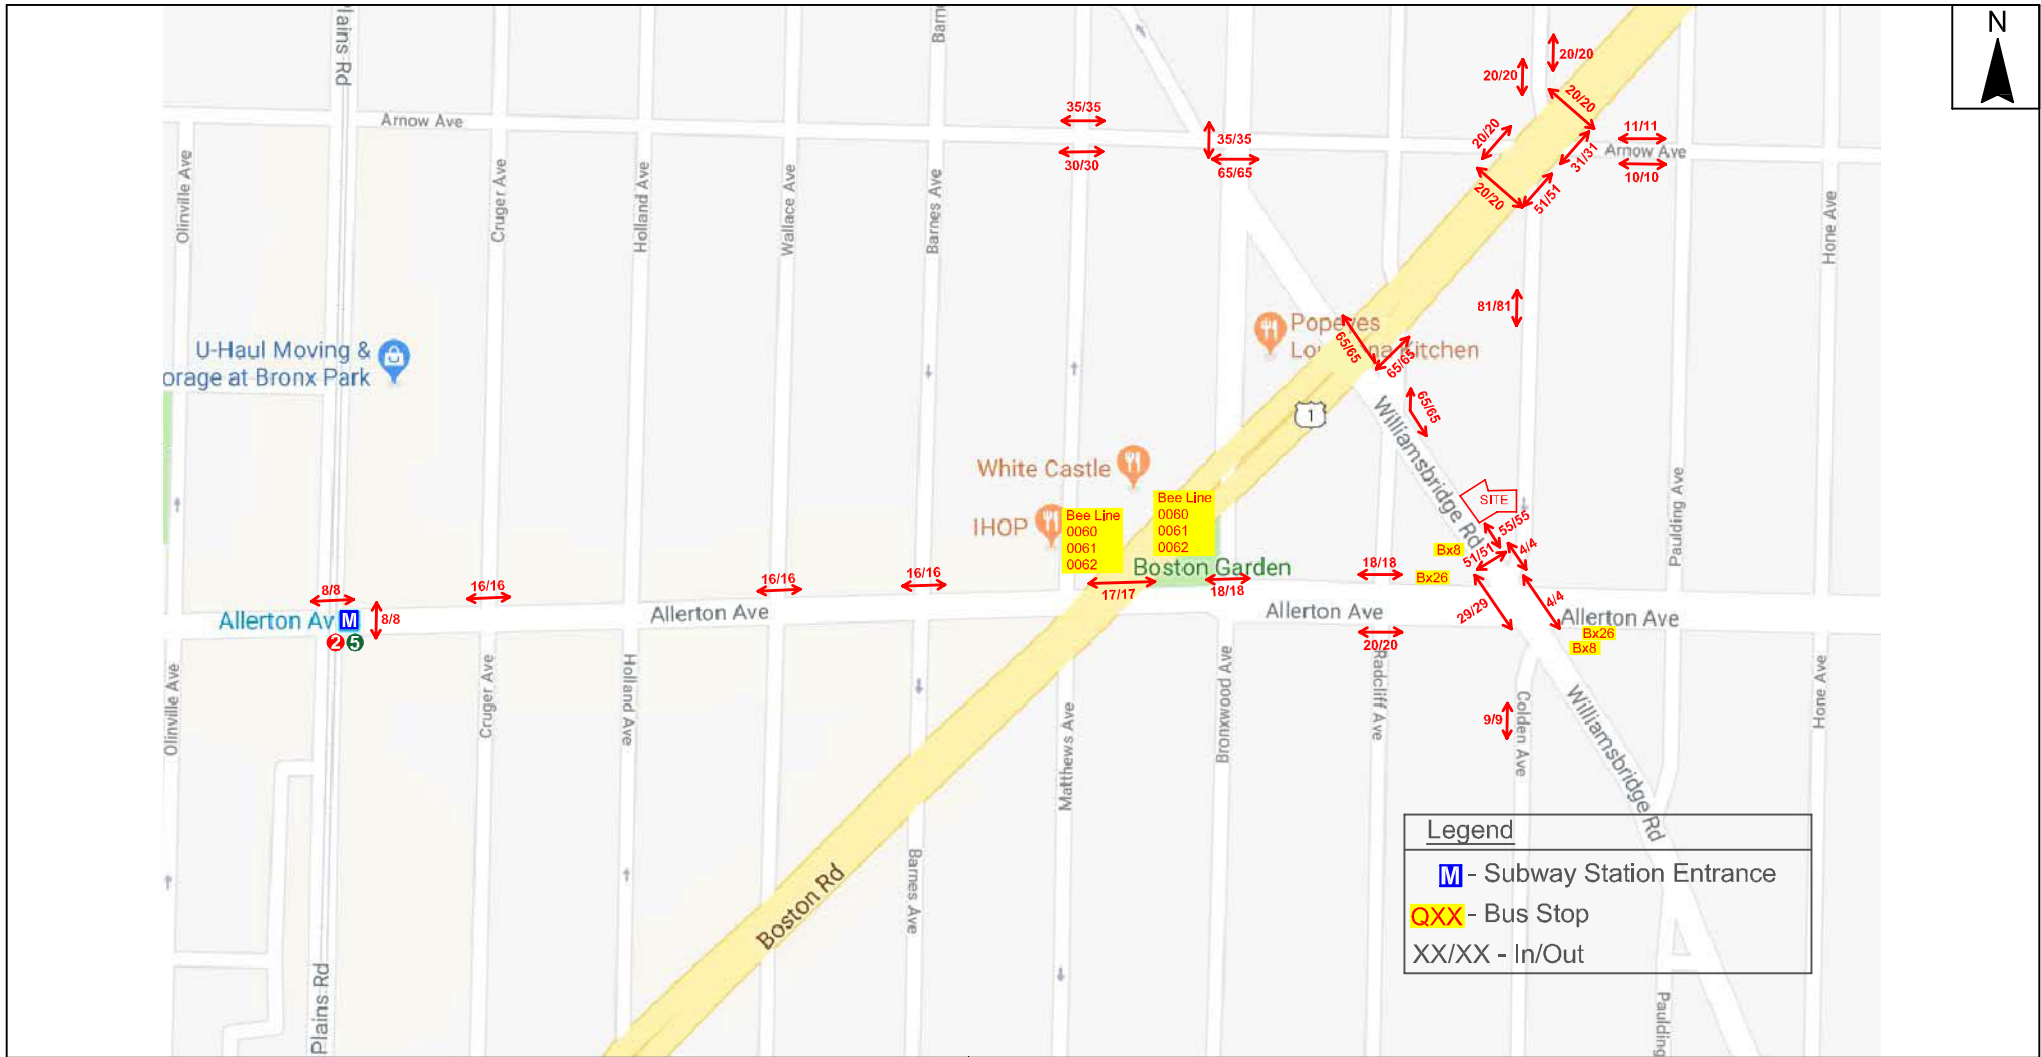 N
lains Rd
Barn
20/20
20/20
20/20
35/35
Arnow Ave
35/35
20/20
11/11
31/31
Arnow Ave
30/30
65/65
10/10
20/20
51/51
Olinville Ave
Cruger Ave
Holland Ave
Wallace Ave
Barnes Ave
Hone Ave
81/81
U-Haul Moving &
orage at Bronx Park
Popeyes
Lou na Kitchen
65/65
65/65
65/65
1
Williamsbridge Rd
White Castle
IHOP
Bee Line
0060
0061
0062
Bee Line
0060
0061
0062
SITE
Paulding Ave
55/55
Bx8
51/51
4/4
Boston Garden
18/18
Bx26
16/16
16/16
16/16
8/8
17/17
18/18
29/29
4/4
Allerton Av
M
8/8
2
5
Allerton Ave
Allerton Ave
Allerton Ave
Bx26
Bx8
20/20
Olinville Ave
Cruger Ave
Holland Ave
Matthews Ave
Bronxwood Ave
Radcliff Ave
9/9
Colden Ave
Williamsbridge Rd
Hone Ave
Barnes Ave
Boston Rd
Plains Rd
Paulding
Legend
M - Subway Station Entrance
QXX - Bus Stop
XX/XX - In/Out